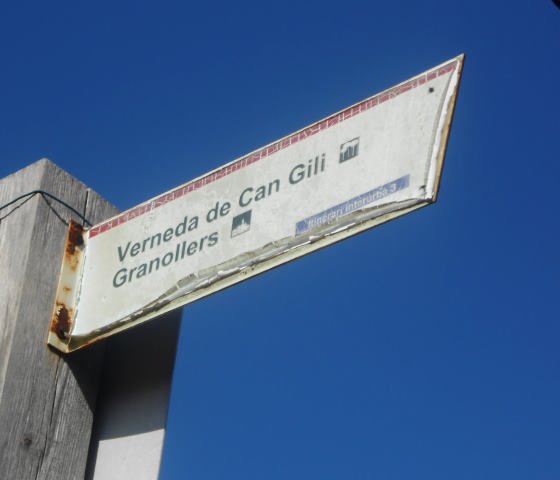 Verneda de Can Gili
Granollers
Itinerari interurbà 3